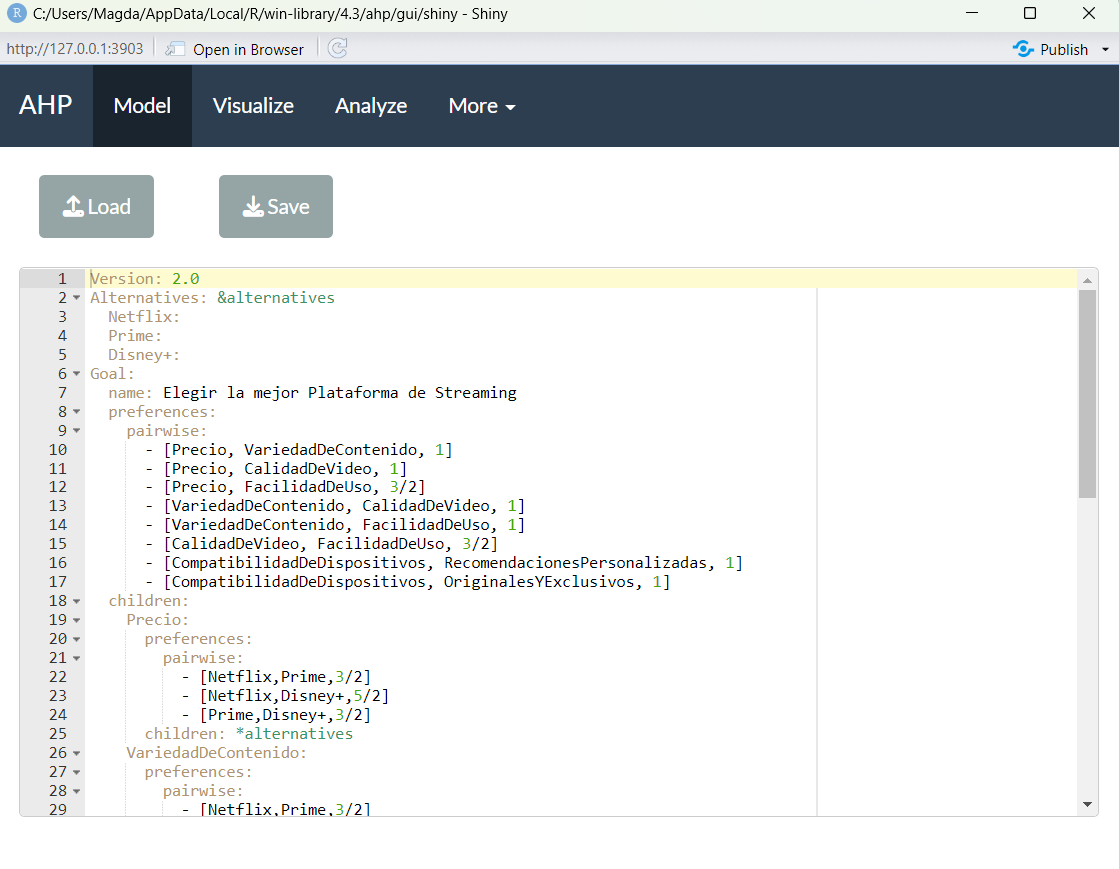 R C:/Users/Magda/AppData/Local/R/win-library/4.3/ahp/gui/shiny - Shiny
http://127.0.0.1:3903 Open in Browser Publish
AHP Model Visualize Analyze More
Load Save
1 Version: 2.0
2 Alternatives: &alternatives
3 Netflix:
4 Prime:
5 Disney+:
6 Goal:
7 name: Elegir la mejor Plataforma de Streaming
8 preferences:
9 pairwise:
10 - [Precio, VariedadDeContenido, 1]
11 - [Precio, CalidadDeVideo, 1]
12 - [Precio, FacilidadDeUso, 3/2]
13 - [VariedadDeContenido, CalidadDeVideo, 1]
14 - [VariedadDeContenido, FacilidadDeUso, 1]
15 - [CalidadDeVideo, FacilidadDeUso, 3/2]
16 - [CompatibilidadDeDispositivos, RecomendacionesPersonalizadas, 1]
17 - [CompatibilidadDeDispositivos, OriginalesYExclusivos, 1]
18 children:
19 Precio:
20 preferences:
21 pairwise:
22 - [Netflix,Prime,3/2]
23 - [Netflix,Disney+,5/2]
24 - [Prime,Disney+,3/2]
25 children: *alternatives
26 VariedadDeContenido:
27 preferences:
28 pairwise:
29 - [Netflix,Prime,3/2]